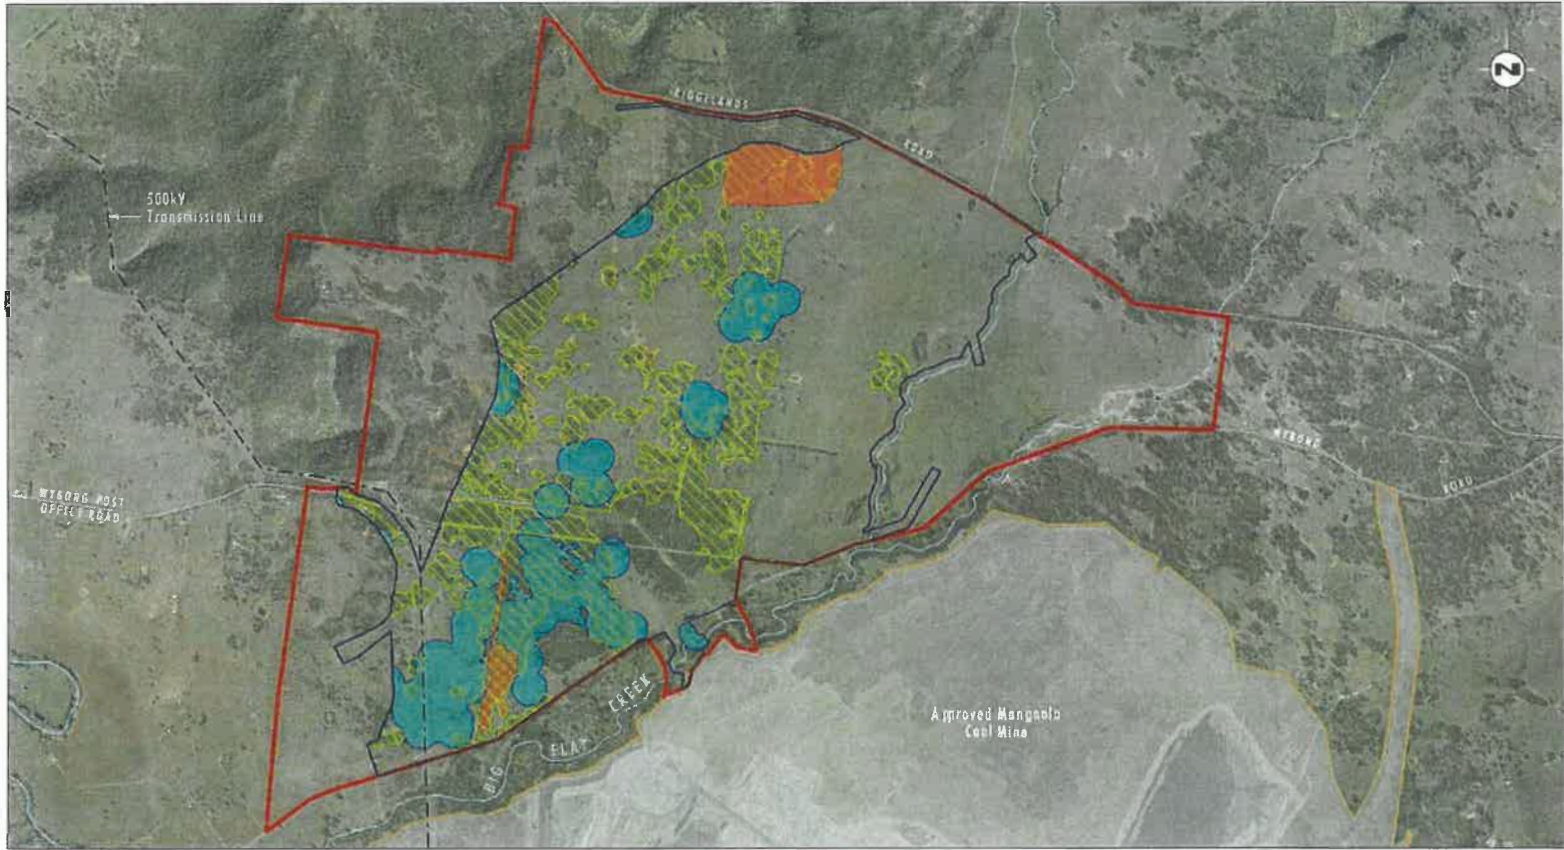 RIDGELANDS
ROAD
500kV
Transmission Line
WYBONG POST
OFFICE ROAD
WYBONG
ROAD
BIG
FLAT
CREEK
Approved Mangoola
Coal Mine
N